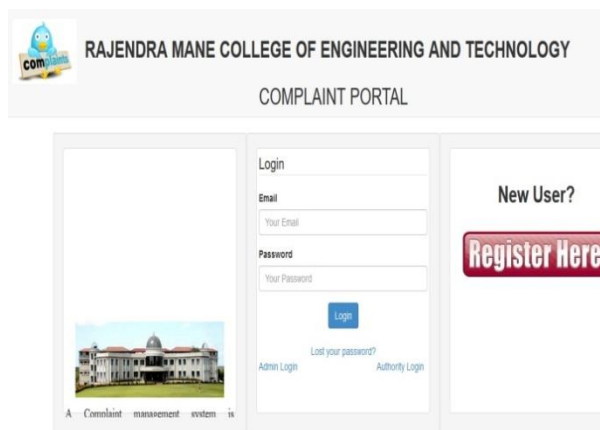 complaints
RAJENDRA MANE COLLEGE OF ENGINEERING AND TECHNOLOGY
COMPLAINT PORTAL
Login
Email
Your Email
Password
Your Password
Login
Lost your password?
Admin Login
Authority Login
New User?
Register Here
A Complaint management system is